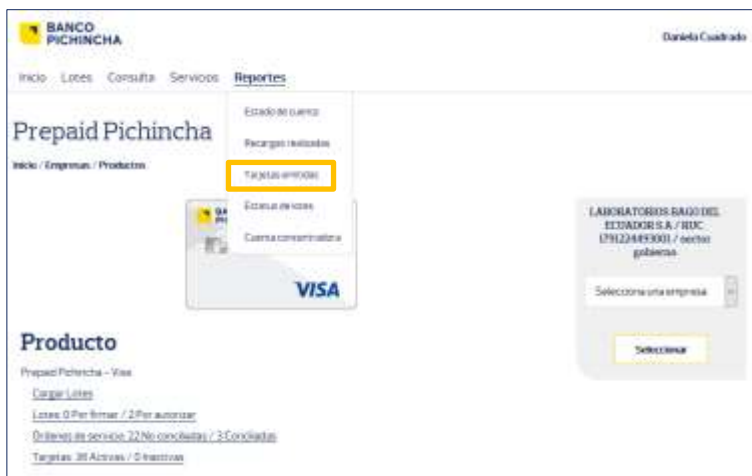 BANCO
PICHINCHA
Daniela Cuadrado
Inicio Lotes Consulta Servicios Reportes
Estado de cuenta
Prepaid Pichincha
Recargas realizadas
Inicio / Empresas / Productos
Tarjetas emitidas
Estatus de lotes
Cuenta concentradora
VISA
LABORATORIOS BAGO DEL
ECUADOR S.A. / RUC
1791224493001 / sector
gobierno
Selecciona una empresa
Seleccionar
Producto
Prepaid Pichincha - Visa
Cargar Lotes
Lotes: 0 Por firmar / 2 Por autorizar
Órdenes de servicio: 22 No conciliadas / 3 Conciliadas
Tarjetas: 36 Activas / 0 Inactivas